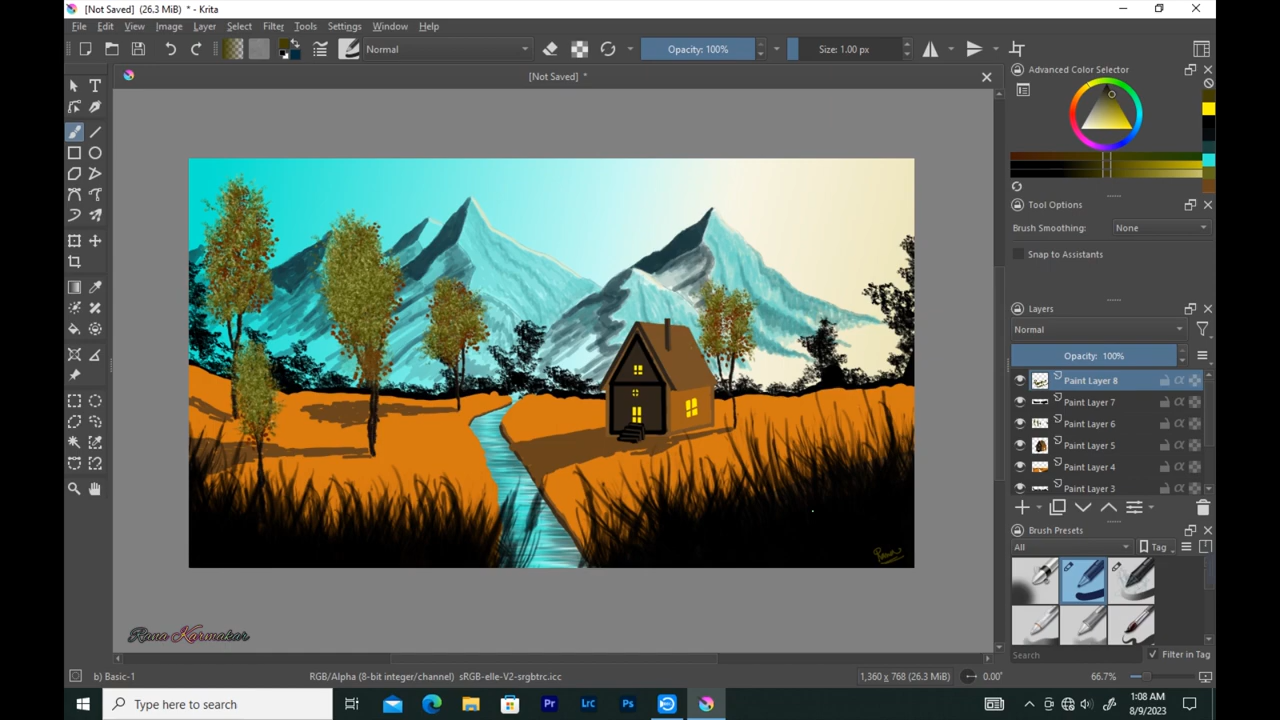 [Not Saved] (26.3 MiB) * - Krita
File Edit View Image Layer Select Filter Tools Settings Window Help
Normal
Opacity: 100%
Size: 1.00 px
[Not Saved] *
Advanced Color Selector
Tool Options
Brush Smoothing: None
Snap to Assistants
Layers
Normal
Opacity: 100%
Paint Layer 8
Paint Layer 7
Paint Layer 6
Paint Layer 5
Paint Layer 4
Paint Layer 3
Brush Presets
All
Tag
Search
Filter in Tag
Rana Karmakar
b) Basic-1
RGB/Alpha (8-bit integer/channel) sRGB-elle-V2-srgbtrc.icc
1,360 x 768 (26.3 MiB)
0.00°
66.7%
Type here to search
Pr
Lrc
Ps
1:08 AM
8/9/2023